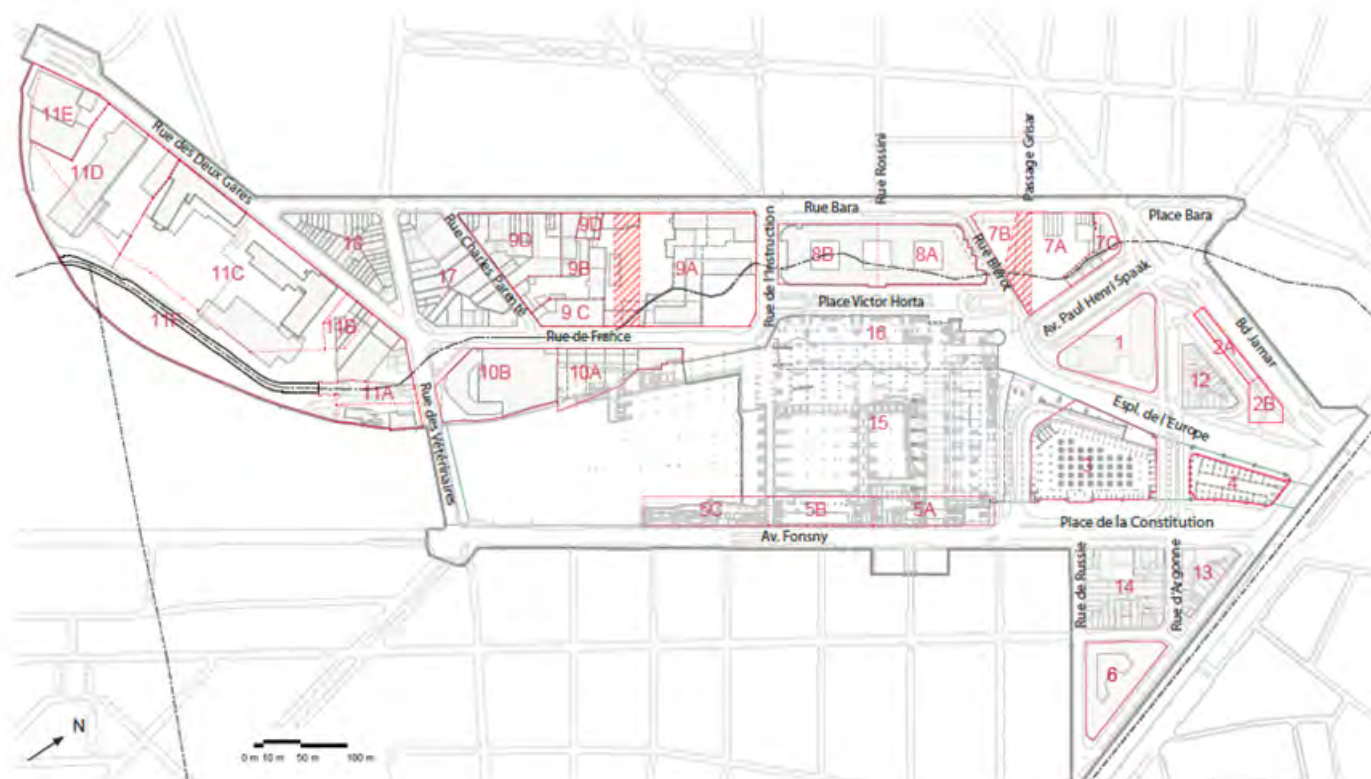 11E
11D
Rue des Deux Gares
11C
11F
11B
11A
18
17
Rue Charles Parenté
9D
9D
9B
9 C
9A
Rue de France
10B
10A
Rue des Vétérinaires
Rue de l'Instruction
Rue Bara
Rue Rossini
Passage Grisar
8B
8A
Place Victor Horta
7B
7A
7C
Rue Bièrot
Place Bara
Av. Paul Henri Spaak
1
2A
2B
12
Bd Jamar
Espl. de l'Europe
16
15
3
4
5C
5B
5A
Av. Fonsny
Place de la Constitution
Rue de Russie
Rue d'Argonne
14
13
6
N
0 m 10 m 50 m 100 m